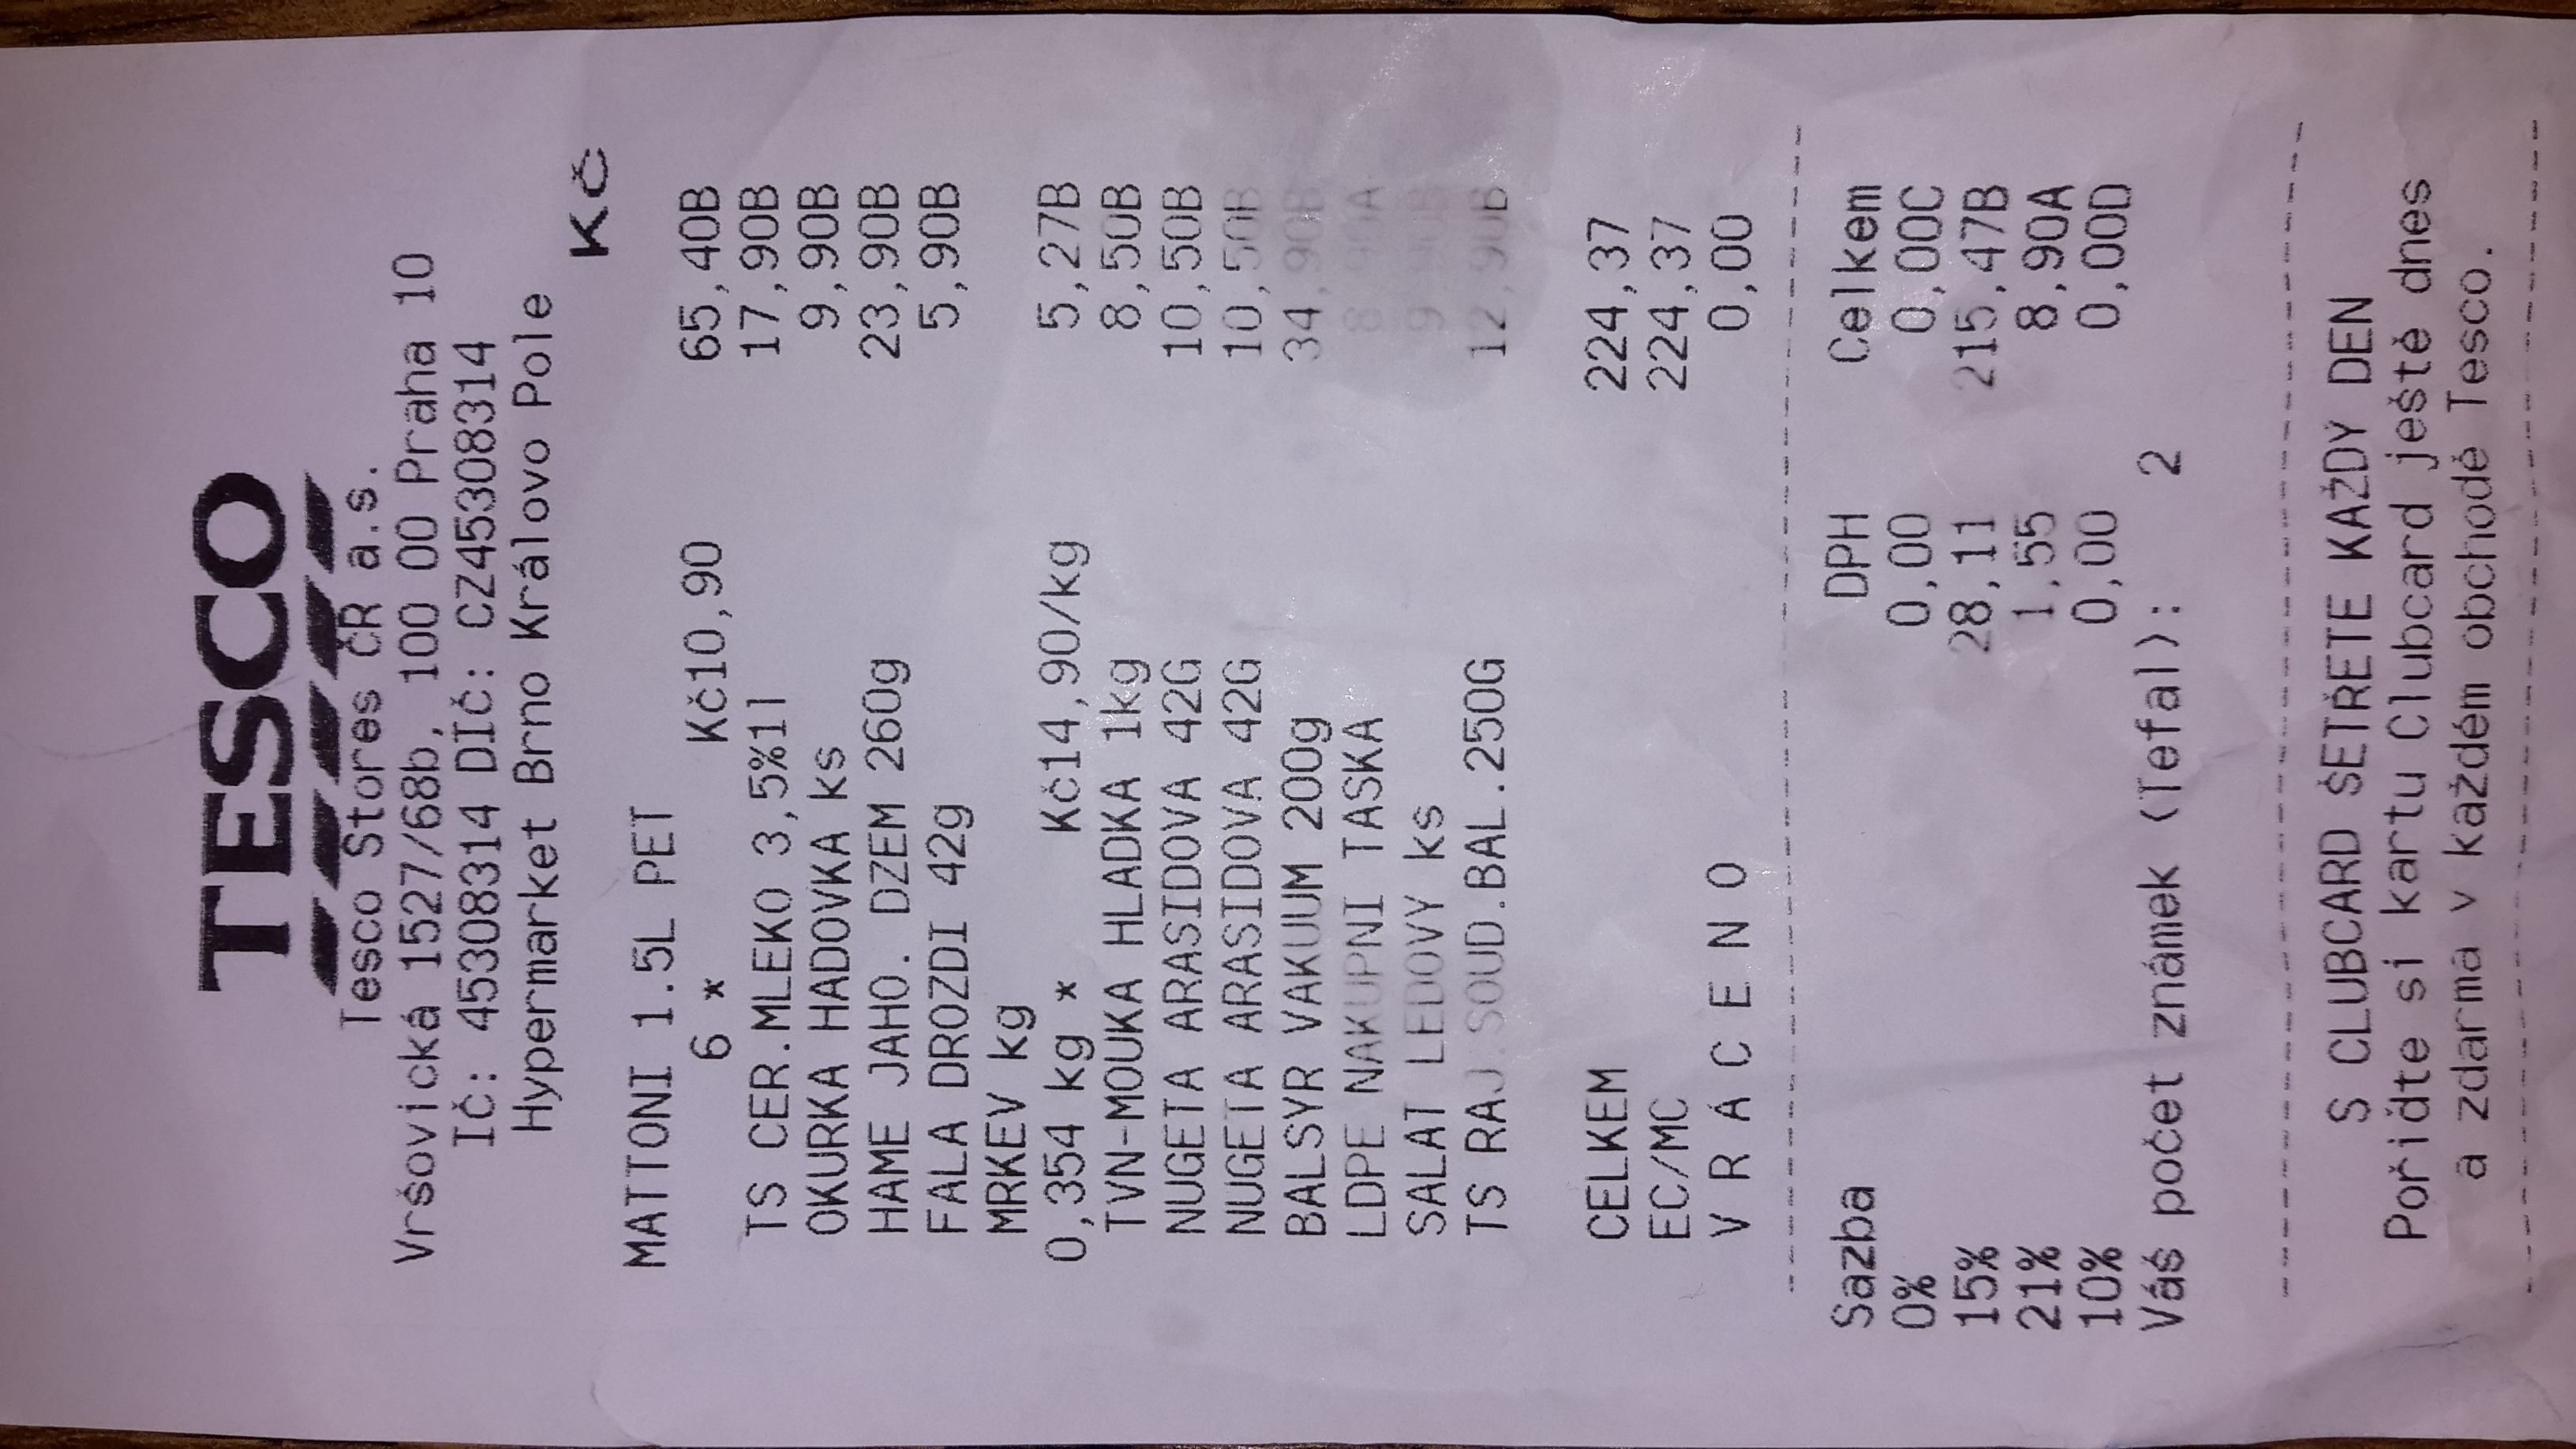 TESCO
Tesco Stores ČR a.s.
Vršovická 1527/68b, 100 00 Praha 10
IČ: 45308314 DIČ: CZ45308314
Hypermarket Brno Královo Pole
Kč
MATTONI 1.5L PET
6 * Kč10,90 65,40B
TS CER.MLEKO 3,5%1l 17,90B
OKURKA HADOVKA ks 9,90B
HAME JAHO. DZEM 260g 23,90B
FALA DROZDI 42g 5,90B
MRKEV kg
0,354 kg * Kč14,90/kg 5,27B
TVN-MOUKA HLADKA 1kg 8,50B
NUGETA ARASIDOVA 42G 10,50B
NUGETA ARASIDOVA 42G 10,50B
BALSYR VAKUUM 200g 34,90B
LDPE NAKUPNI TASKA 8,90A
SALAT LEDOVY ks 9,90B
TS RAJ.SOUD.BAL.250G 12,90B
CELKEM 224,37
EC/MC 224,37
V R Á C E N O 0,00
Sazba DPH Celkem
0% 0,00 0,00C
15% 28,11 215,47B
21% 1,55 8,90A
10% 0,00 0,00D
Váš počet známek (Tefal): 2
S CLUBCARD ŠETŘETE KAŽDÝ DEN
Pořiďte si kartu Clubcard ještě dnes
a zdarma v každém obchodě Tesco.